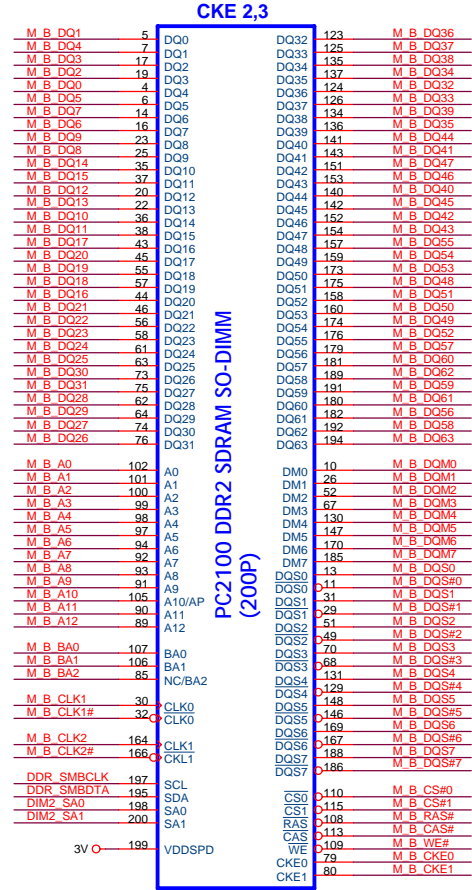 CKE 2,3
M_B_DQ1 5 DQ0 DQ32 123 M_B_DQ36
M_B_DQ4 7 DQ1 DQ33 125 M_B_DQ37
M_B_DQ3 17 DQ2 DQ34 135 M_B_DQ38
M_B_DQ2 19 DQ3 DQ35 137 M_B_DQ34
M_B_DQ0 4 DQ4 DQ36 124 M_B_DQ32
M_B_DQ5 6 DQ5 DQ37 126 M_B_DQ33
M_B_DQ7 14 DQ6 DQ38 134 M_B_DQ39
M_B_DQ6 16 DQ7 DQ39 136 M_B_DQ35
M_B_DQ9 23 DQ8 DQ40 141 M_B_DQ44
M_B_DQ8 25 DQ9 DQ41 143 M_B_DQ41
M_B_DQ14 35 DQ10 DQ42 151 M_B_DQ47
M_B_DQ15 37 DQ11 DQ43 153 M_B_DQ46
M_B_DQ12 20 DQ12 DQ44 140 M_B_DQ40
M_B_DQ13 22 DQ13 DQ45 142 M_B_DQ45
M_B_DQ10 36 DQ14 DQ46 152 M_B_DQ42
M_B_DQ11 38 DQ15 DQ47 154 M_B_DQ43
M_B_DQ17 43 DQ16 DQ48 157 M_B_DQ55
M_B_DQ20 45 DQ17 DQ49 159 M_B_DQ54
M_B_DQ19 55 DQ18 DQ50 173 M_B_DQ53
M_B_DQ18 57 DQ19 DQ51 175 M_B_DQ48
M_B_DQ16 44 DQ20 DQ52 158 M_B_DQ51
M_B_DQ21 46 DQ21 DQ53 160 M_B_DQ50
M_B_DQ22 56 DQ22 DQ54 174 M_B_DQ49
M_B_DQ23 58 DQ23 DQ55 176 M_B_DQ52
M_B_DQ24 61 DQ24 DQ56 179 M_B_DQ57
M_B_DQ25 63 DQ25 DQ57 181 M_B_DQ60
M_B_DQ30 73 DQ26 DQ58 189 M_B_DQ62
M_B_DQ31 75 DQ27 DQ59 191 M_B_DQ59
M_B_DQ28 62 DQ28 DQ60 180 M_B_DQ61
M_B_DQ29 64 DQ29 DQ61 182 M_B_DQ56
M_B_DQ27 74 DQ30 DQ62 192 M_B_DQ58
M_B_DQ26 76 DQ31 DQ63 194 M_B_DQ63
PC2100 DDR2 SDRAM SO-DIMM
(200P)
M_B_A0 102 A0 DM0 10 M_B_DQM0
M_B_A1 101 A1 DM1 26 M_B_DQM1
M_B_A2 100 A2 DM2 52 M_B_DQM2
M_B_A3 99 A3 DM3 67 M_B_DQM3
M_B_A4 98 A4 DM4 130 M_B_DQM4
M_B_A5 97 A5 DM5 147 M_B_DQM5
M_B_A6 94 A6 DM6 170 M_B_DQM6
M_B_A7 92 A7 DM7 185 M_B_DQM7
M_B_A8 93 A8 DQS0 13 M_B_DQS0
M_B_A9 91 A9 DQS0 11 M_B_DQS#0
M_B_A10 105 A10/AP DQS1 31 M_B_DQS1
M_B_A11 90 A11 DQS1 29 M_B_DQS#1
M_B_A12 89 A12 DQS2 51 M_B_DQS2
DQS2 49 M_B_DQS#2
M_B_BA0 107 BA0 DQS3 70 M_B_DQS3
M_B_BA1 106 BA1 DQS3 68 M_B_DQS#3
M_B_BA2 85 NC/BA2 DQS4 131 M_B_DQS4
DQS4 129 M_B_DQS#4
M_B_CLK1 30 CLK0 DQS5 148 M_B_DQS5
M_B_CLK1# 32 CLK0 DQS5 146 M_B_DQS#5
DQS6 169 M_B_DQS6
M_B_CLK2 164 CLK1 DQS6 167 M_B_DQS#6
M_B_CLK2# 166 CKL1 DQS7 188 M_B_DQS7
DQS7 186 M_B_DQS#7
DDR_SMBCLK 197 SCL
DDR_SMBDTA 195 SDA CS0 110 M_B_CS#0
DIM2_SA0 198 SA0 CS1 115 M_B_CS#1
DIM2_SA1 200 SA1 RAS 108 M_B_RAS#
CAS 113 M_B_CAS#
3V 199 VDDSPD WE 109 M_B_WE#
CKE0 79 M_B_CKE0
CKE1 80 M_B_CKE1